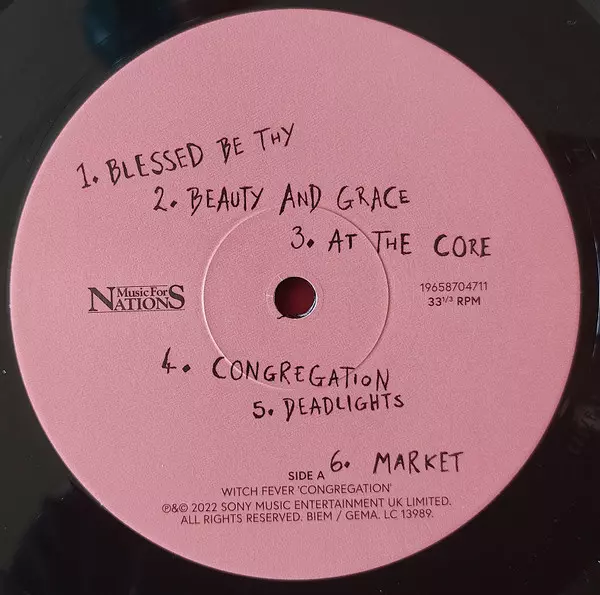 1. BLESSED BE THY
2. BEAUTY AND GRACE
3. AT THE CORE
Music For
NATIONS
19658704711
33⅓ RPM
4. CONGREGATION
5. DEADLIGHTS
6. MARKET
SIDE A
WITCH FEVER 'CONGREGATION'
℗&© 2022 SONY MUSIC ENTERTAINMENT UK LIMITED.
ALL RIGHTS RESERVED. BIEM / GEMA. LC 13989.